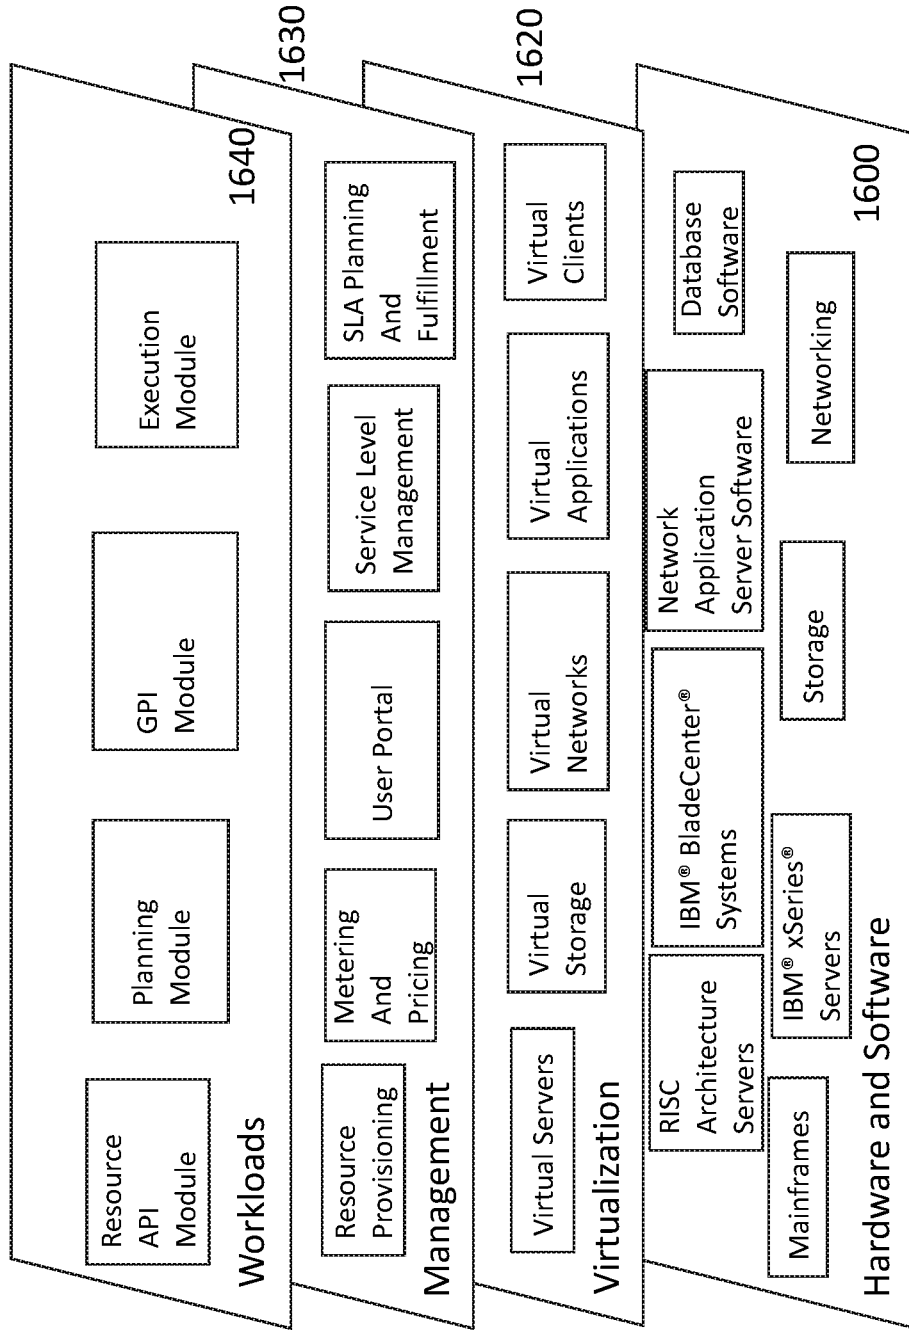 Resource
API
Module
Planning
Module
GPI
Module
Execution
Module
Workloads
1640
Resource
Provisioning
Metering
And
Pricing
User Portal
Service Level
Management
SLA Planning
And
Fulfillment
Management
1630
Virtual Servers
Virtual
Storage
Virtual
Networks
Virtual
Applications
Virtual
Clients
Virtualization
1620
RISC
Architecture
Servers
IBM® BladeCenter®
Systems
Network
Application
Server Software
Database
Software
Mainframes
IBM® xSeries®
Servers
Storage
Networking
Hardware and Software
1600